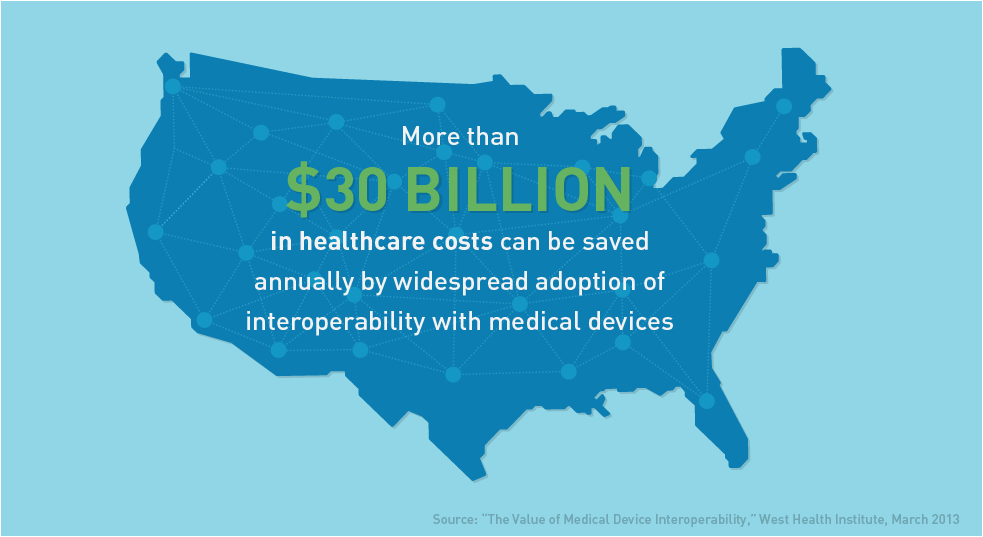 More than
$30 BILLION
in healthcare costs can be saved
annually by widespread adoption of
interoperability with medical devices
Source: "The Value of Medical Device Interoperability," West Health Institute, March 2013